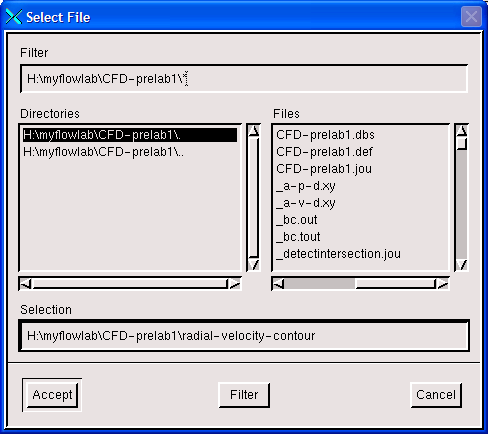 Select File
Filter
H:\myflowlab\CFD-prelab1\*
Directories
H:\myflowlab\CFD-prelab1\.
H:\myflowlab\CFD-prelab1\..
Files
CFD-prelab1.dbs
CFD-prelab1.def
CFD-prelab1.jou
_a-p-d.xy
_a-v-d.xy
_bc.out
_bc.tout
_detectintersection.jou
Selection
H:\myflowlab\CFD-prelab1\radial-velocity-contour
Accept
Filter
Cancel